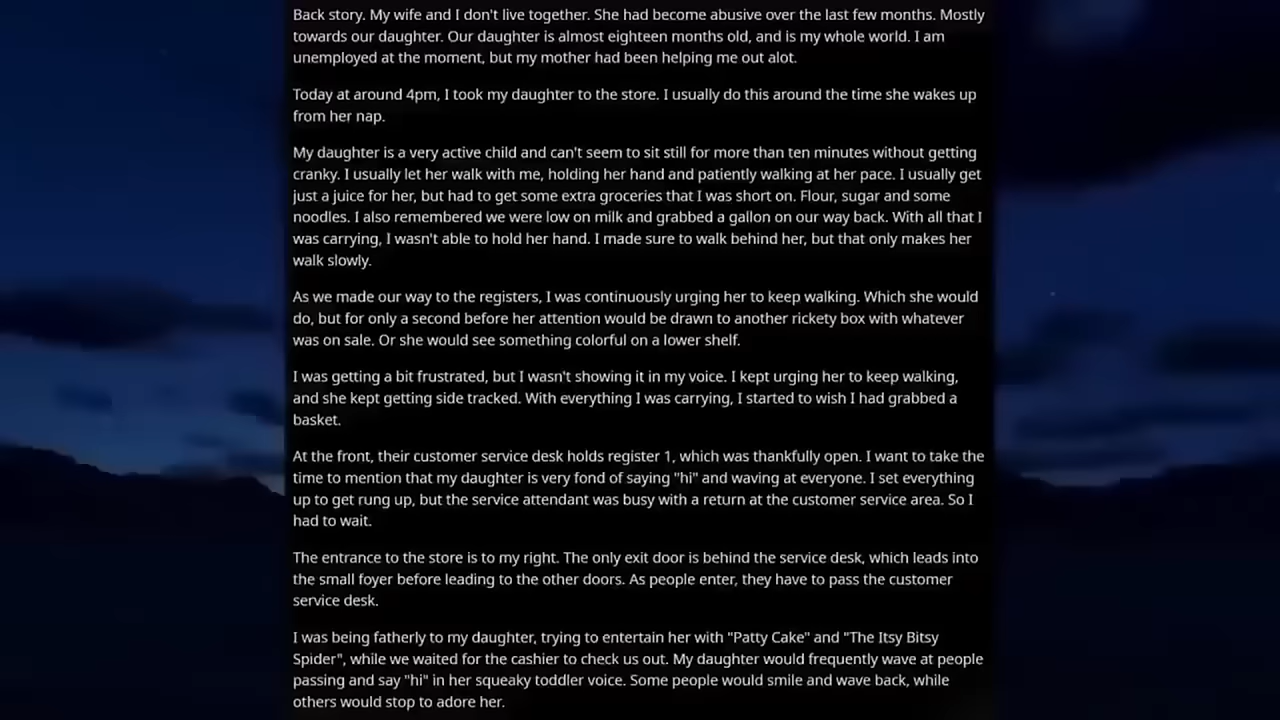 Back story. My wife and I don't live together. She had become abusive over the last few months. Mostly
towards our daughter. Our daughter is almost eighteen months old, and is my whole world. I am
unemployed at the moment, but my mother had been helping me out alot.
Today at around 4pm, I took my daughter to the store. I usually do this around the time she wakes up
from her nap.
My daughter is a very active child and can't seem to sit still for more than ten minutes without getting
cranky. I usually let her walk with me, holding her hand and patiently walking at her pace. I usually get
just a juice for her, but had to get some extra groceries that I was short on. Flour, sugar and some
noodles. I also remembered we were low on milk and grabbed a gallon on our way back. With all that I
was carrying, I wasn't able to hold her hand. I made sure to walk behind her, but that only makes her
walk slowly.
As we made our way to the registers, I was continuously urging her to keep walking. Which she would
do, but for only a second before her attention would be drawn to another rickety box with whatever
was on sale. Or she would see something colorful on a lower shelf.
I was getting a bit frustrated, but I wasn't showing it in my voice. I kept urging her to keep walking,
and she kept getting side tracked. With everything I was carrying, I started to wish I had grabbed a
basket.
At the front, their customer service desk holds register 1, which was thankfully open. I want to take the
time to mention that my daughter is very fond of saying "hi" and waving at everyone. I set everything
up to get rung up, but the service attendant was busy with a return at the customer service area. So I
had to wait.
The entrance to the store is to my right. The only exit door is behind the service desk, which leads into
the small foyer before leading to the other doors. As people enter, they have to pass the customer
service desk.
I was being fatherly to my daughter, trying to entertain her with "Patty Cake" and "The Itsy Bitsy
Spider", while we waited for the cashier to check us out. My daughter would frequently wave at people
passing and say "hi" in her squeaky toddler voice. Some people would smile and wave back, while
others would stop to adore her.